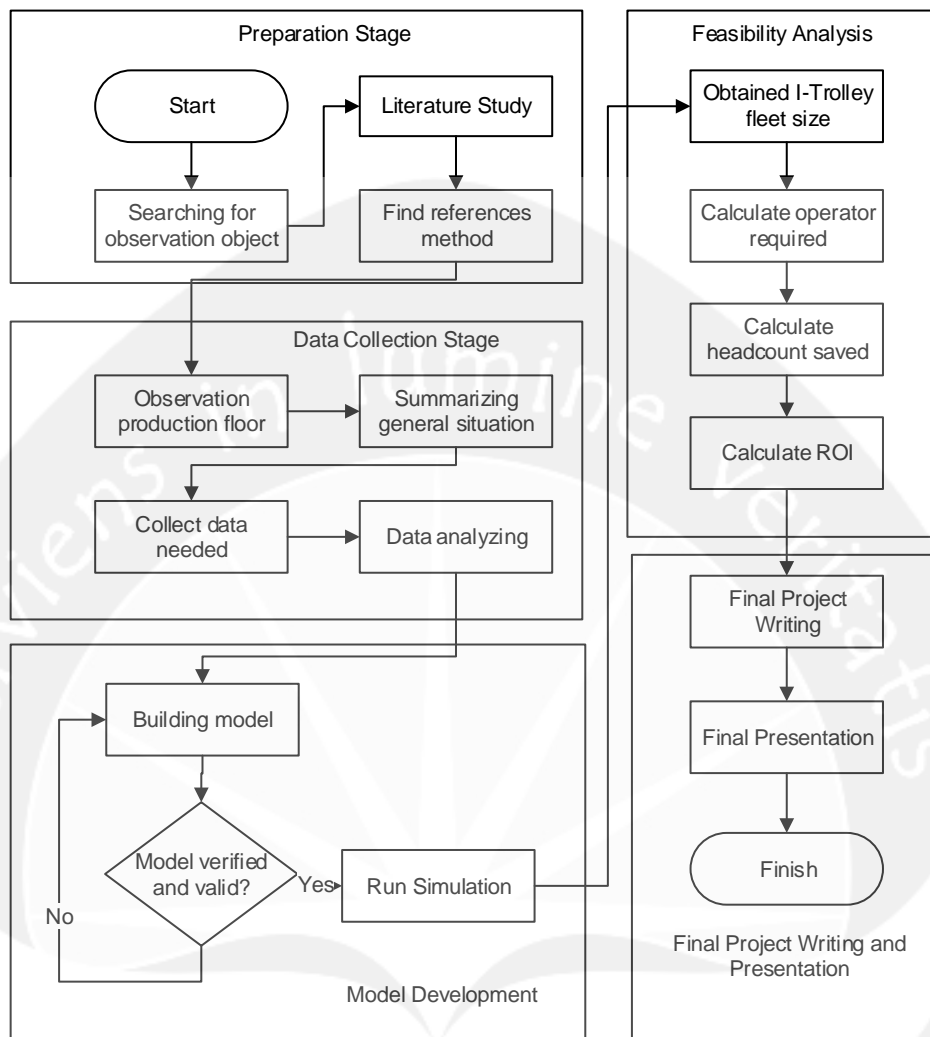 Preparation Stage
Start
Literature Study
Searching for
observation object
Find references
method
Data Collection Stage
Observation
production floor
Summarizing
general situation
Collect data
needed
Data analyzing
Building model
Model verified
and valid?
Yes
Run Simulation
No
Model Development
Feasibility Analysis
Obtained I-Trolley
fleet size
Calculate operator
required
Calculate
headcount saved
Calculate ROI
Final Project
Writing
Final Presentation
Finish
Final Project Writing and
Presentation
in lumine veritatis